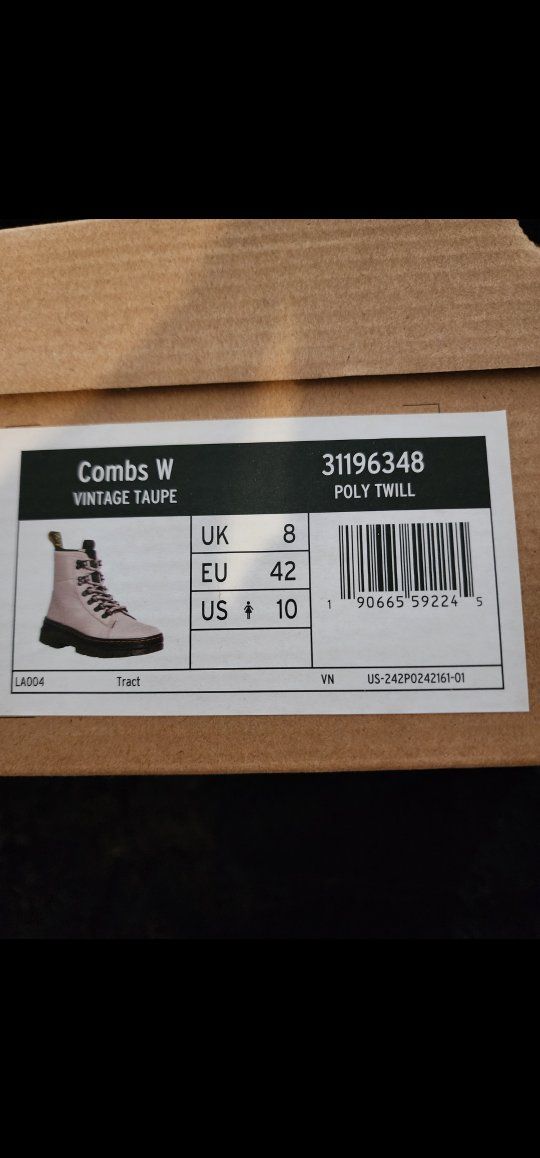 Combs W
VINTAGE TAUPE
31196348
POLY TWILL
UK 8
EU 42
US 10
1 90665 59224 5
LA004 Tract VN US-242P0242161-01